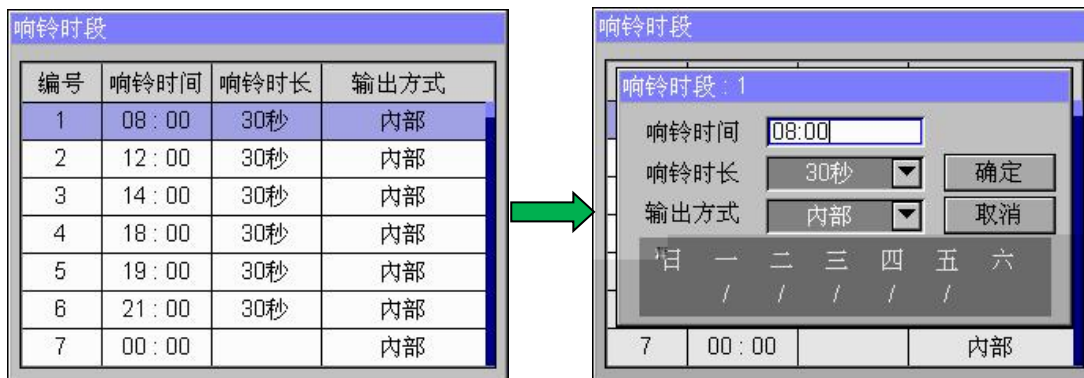 响铃时段
编号 响铃时间 响铃时长 输出方式
1 08 : 00 30秒 内部
2 12 : 00 30秒 内部
3 14 : 00 30秒 内部
4 18 : 00 30秒 内部
5 19 : 00 30秒 内部
6 21 : 00 30秒 内部
7 00 : 00 内部
响铃时段
响铃时段 : 1
响铃时间 08:00
响铃时长 30秒 确定
输出方式 内部 取消
日 一 二 三 四 五 六
/ / / / /
7 00 : 00 内部